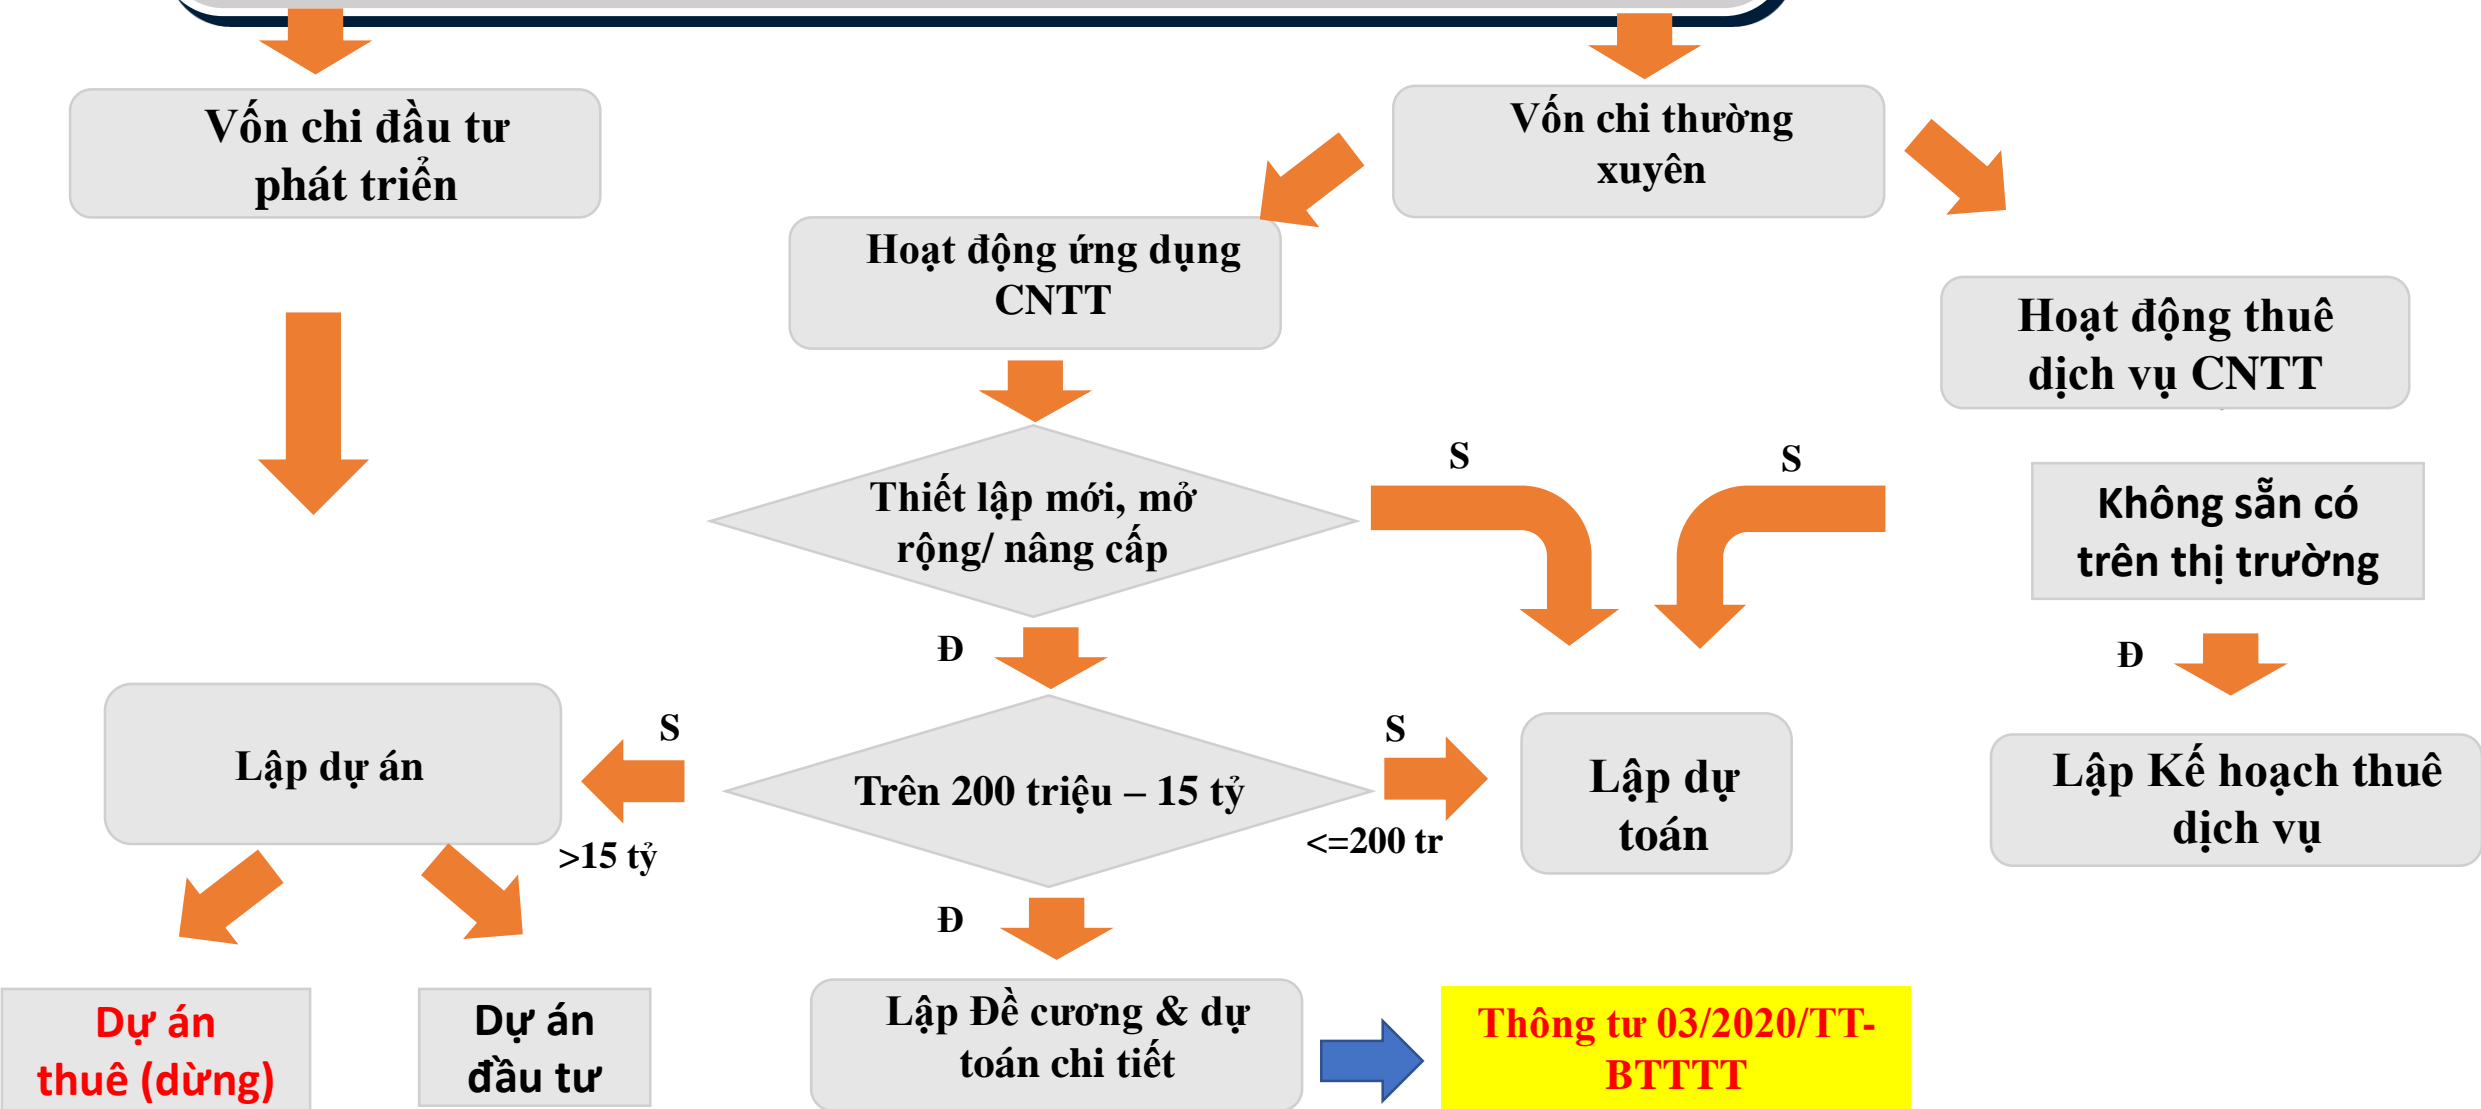 Vốn chi đầu tư
phát triển
Vốn chi thường
xuyên
Hoạt động ứng dụng
CNTT
Hoạt động thuê
dịch vụ CNTT
Thiết lập mới, mở
rộng/ nâng cấp
S
S
Không sẵn có
trên thị trường
Đ
Đ
Lập dự án
S
>15 tỷ
Trên 200 triệu – 15 tỷ
S
<=200 tr
Lập dự
toán
Lập Kế hoạch thuê
dịch vụ
Đ
Dự án
thuê (dừng)
Dự án
đầu tư
Lập Đề cương & dự
toán chi tiết
Thông tư 03/2020/TT-
BTTTT